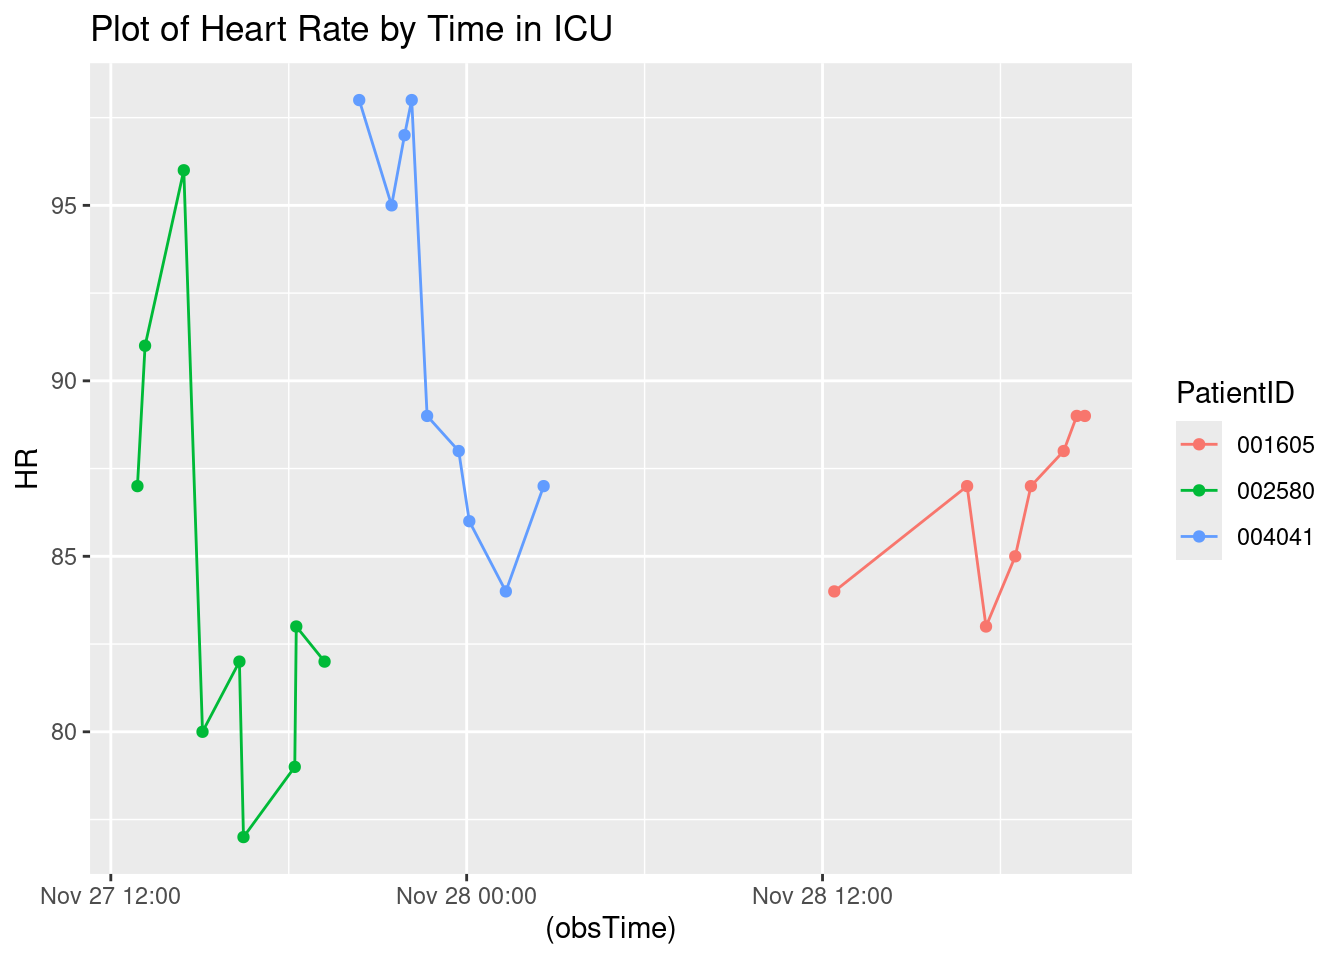 Plot of Heart Rate by Time in ICU
95
90
85
80
HR
Nov 27 12:00
Nov 28 00:00
Nov 28 12:00
(obsTime)
PatientID
001605
002580
004041